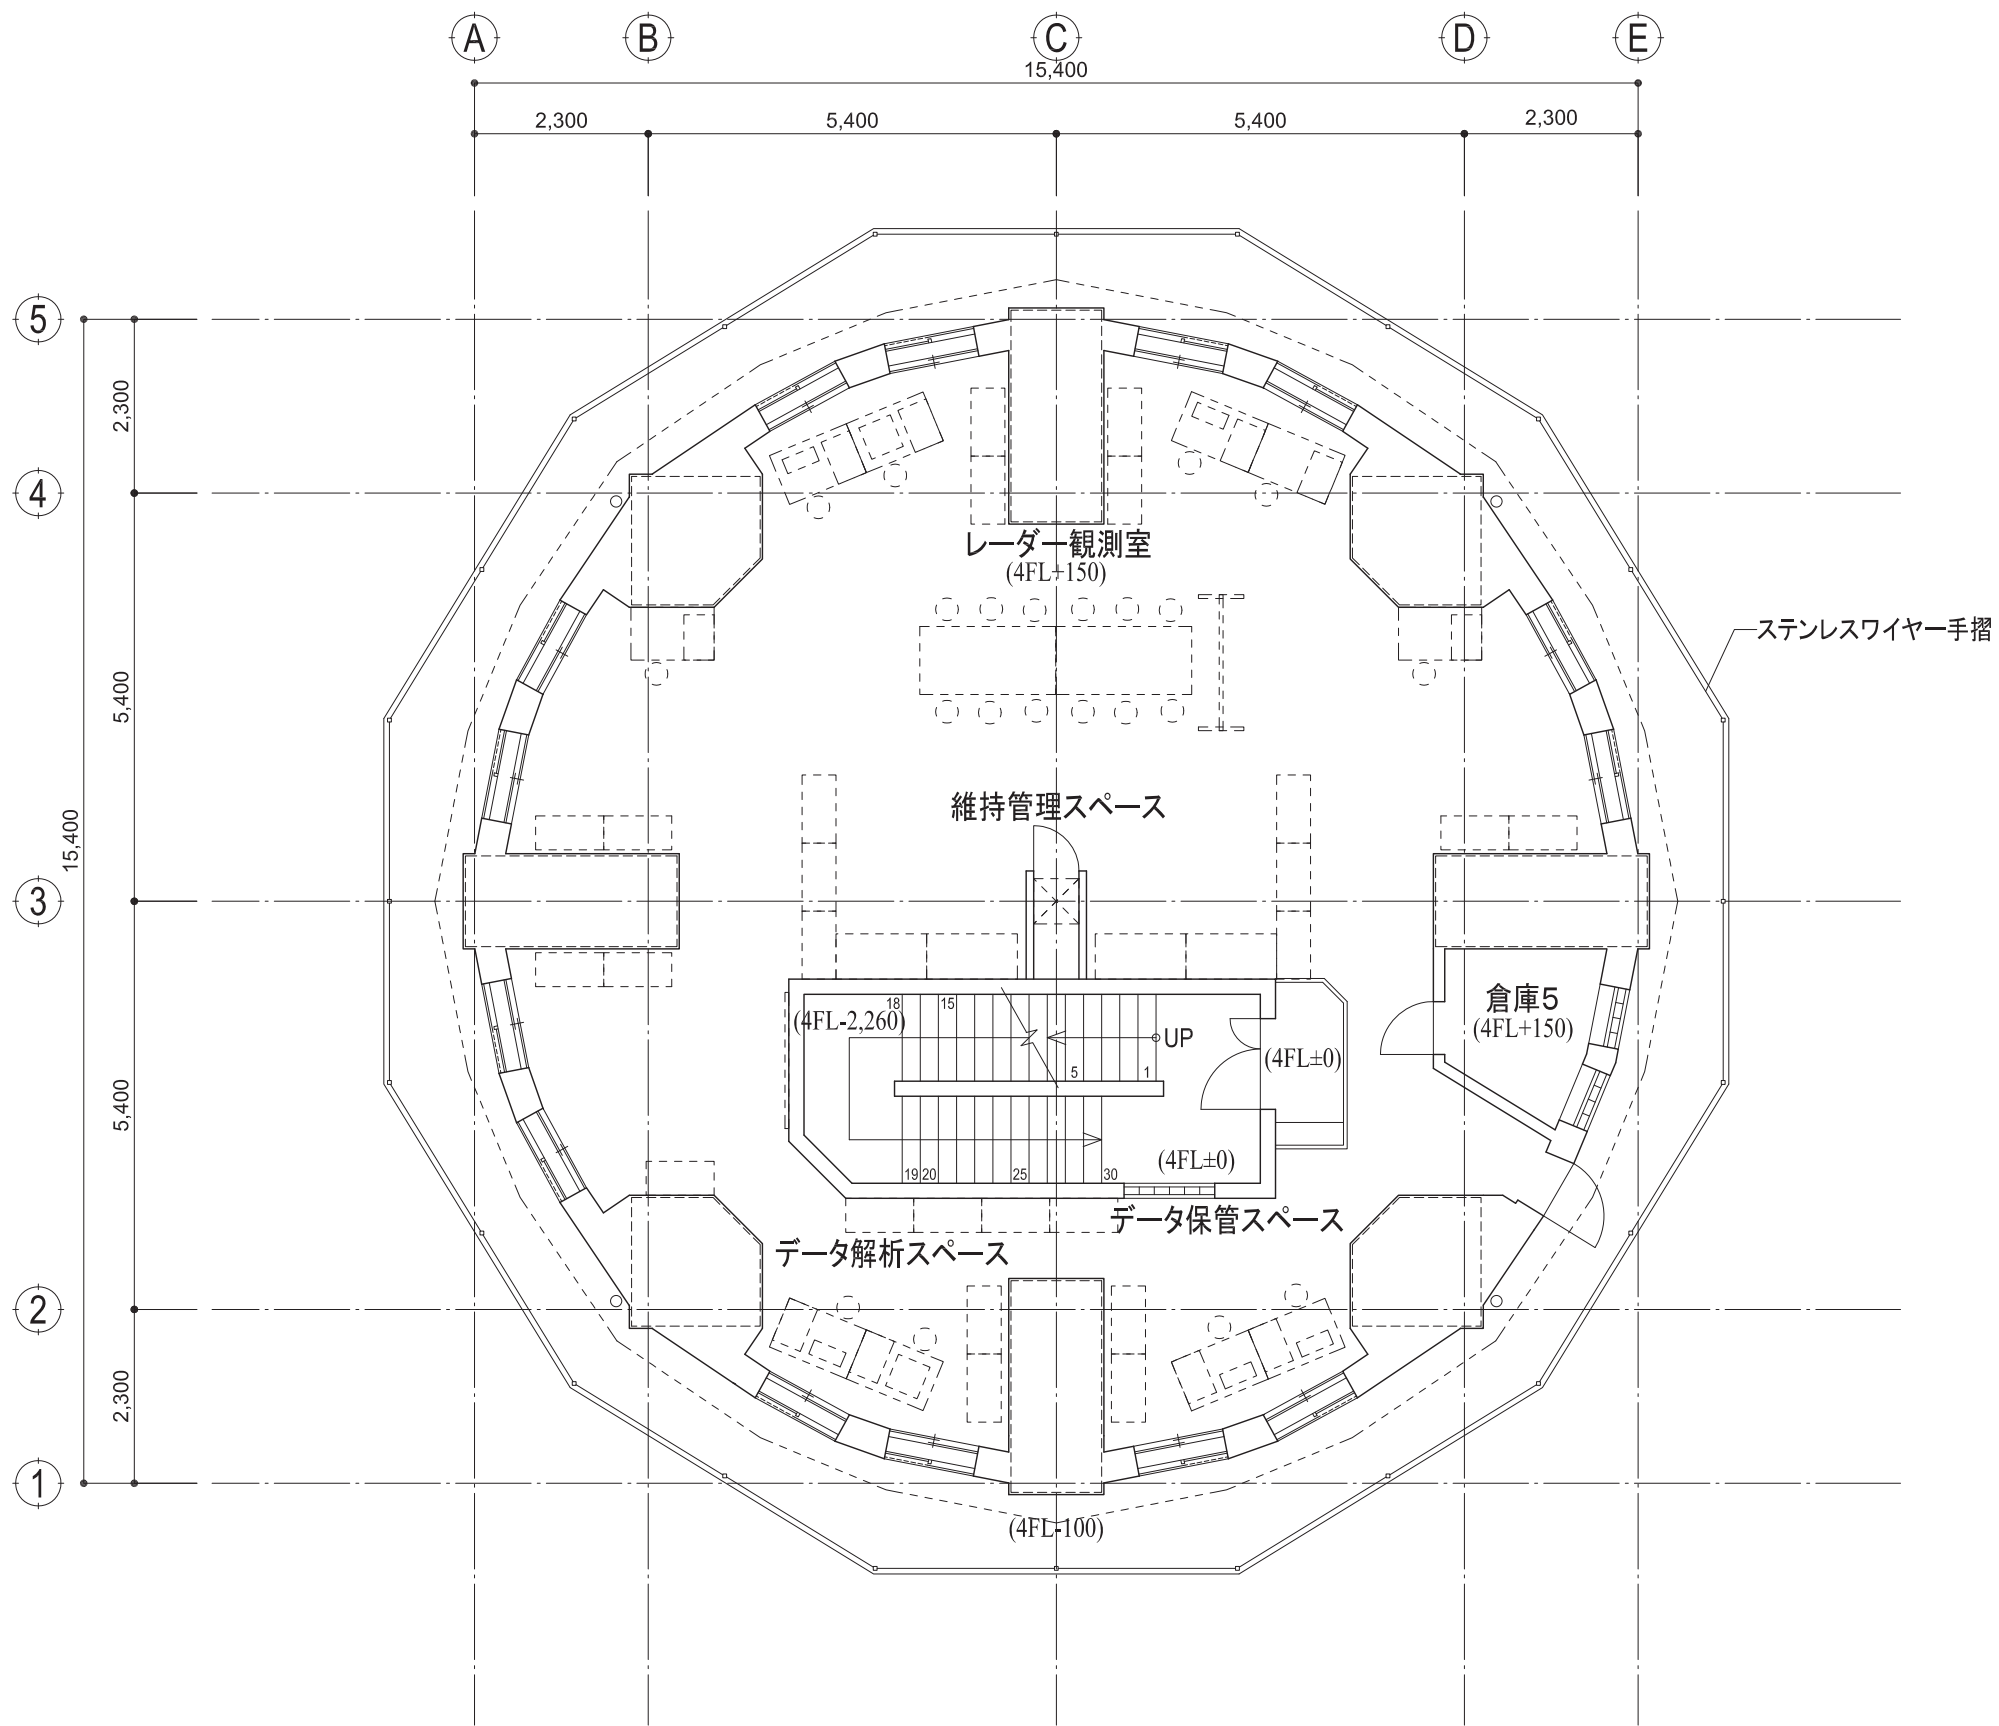 A B C D E
15,400
2,300 5,400 5,400 2,300
5
2,300
4
レーダー観測室
(4FL+150)
ステンレスワイヤー手摺
5,400
維持管理スペース
15,400
3
倉庫5
(4FL+150)
18 15
(4FL-2,260)
UP
(4FL±0)
5 1
5,400
(4FL±0)
19 20 25 30
データ保管スペース
データ解析スペース
2
2,300
1
(4FL-100)